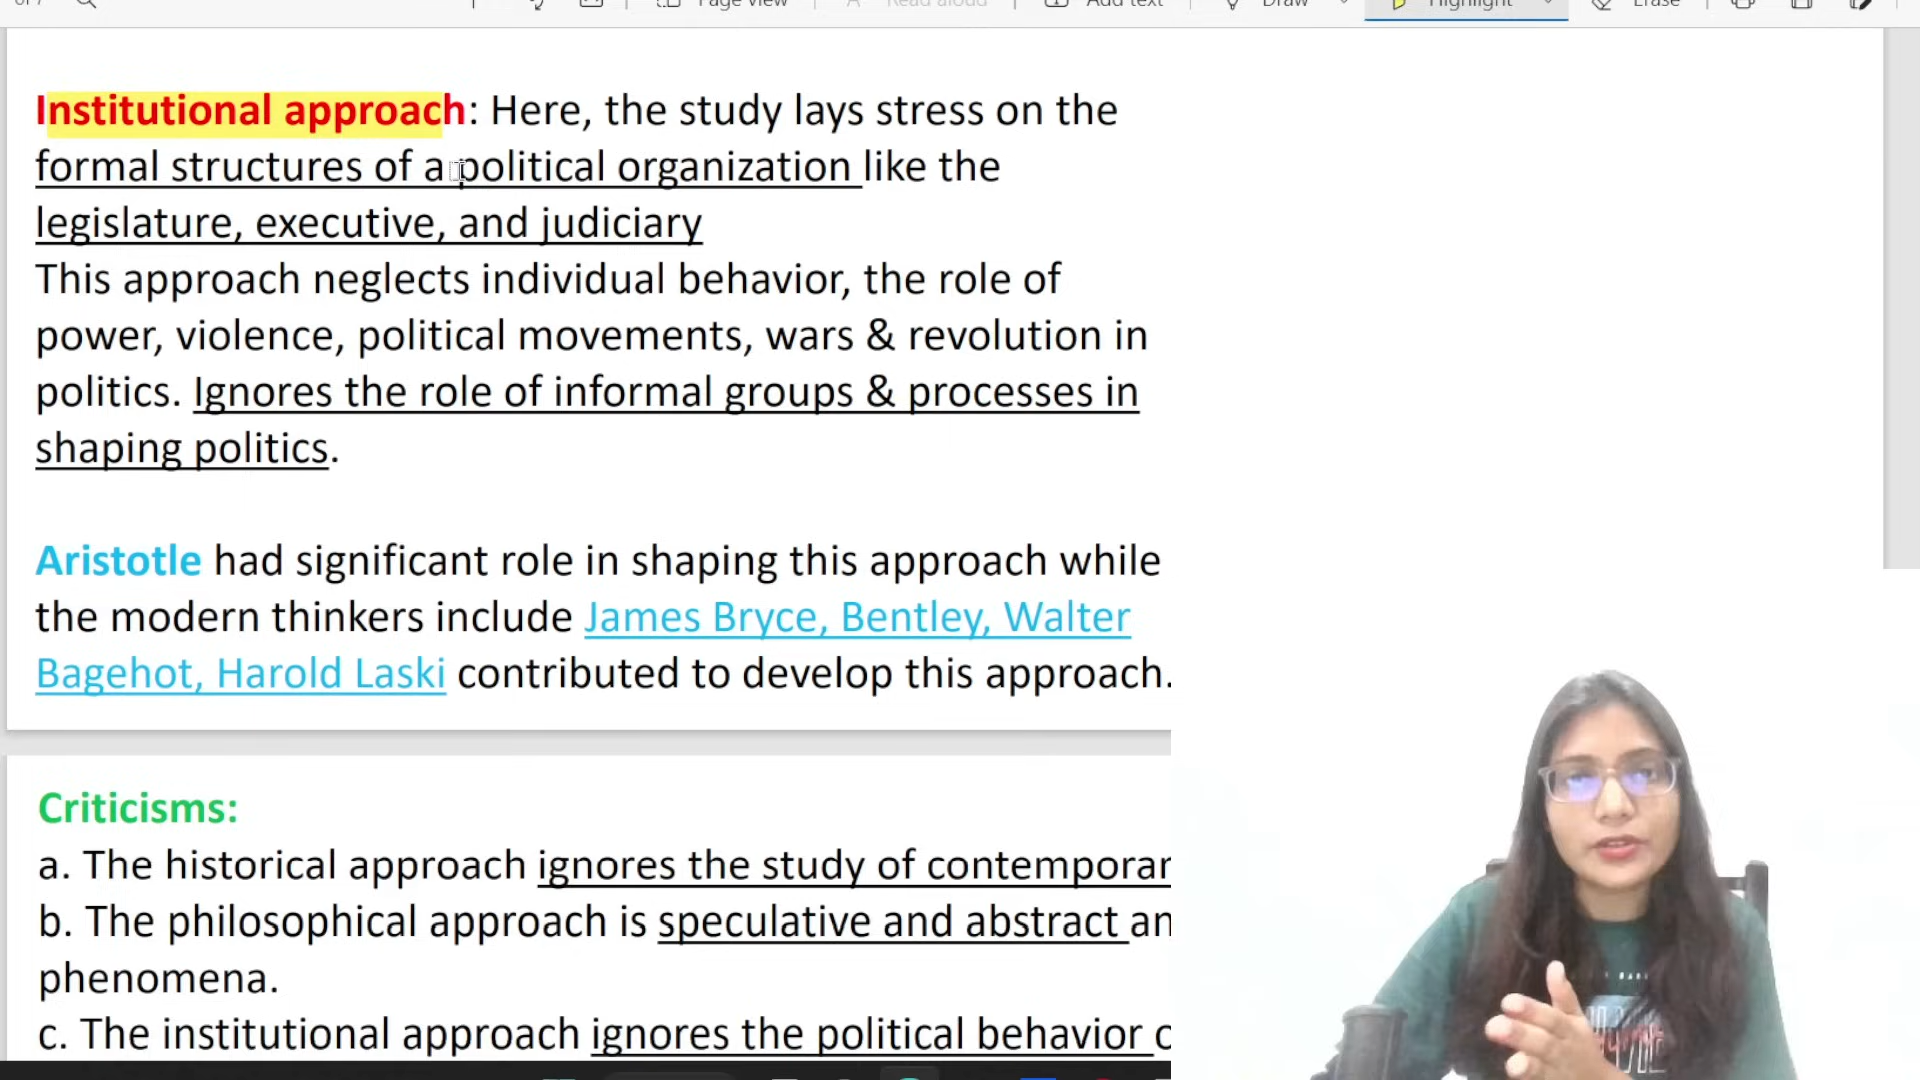 of 7 Page view Read aloud Add text Draw Highlight Erase
Institutional approach: Here, the study lays stress on the
formal structures of a political organization like the
legislature, executive, and judiciary
This approach neglects individual behavior, the role of
power, violence, political movements, wars & revolution in
politics. Ignores the role of informal groups & processes in
shaping politics.
Aristotle had significant role in shaping this approach while
the modern thinkers include James Bryce, Bentley, Walter
Bagehot, Harold Laski contributed to develop this approach.
Criticisms:
a. The historical approach ignores the study of contemporar
b. The philosophical approach is speculative and abstract an
phenomena.
c. The institutional approach ignores the political behavior